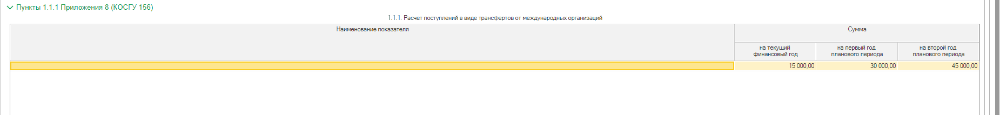 Пункты 1.1.1 Приложения 8 (КОСГУ 156)
1.1.1. Расчет поступлений в виде трансфертов от международных организаций
Наименование показателя
Сумма
на текущий
финансовый год
на первый год
планового периода
на второй год
планового периода
15 000,00 30 000,00 45 000,00